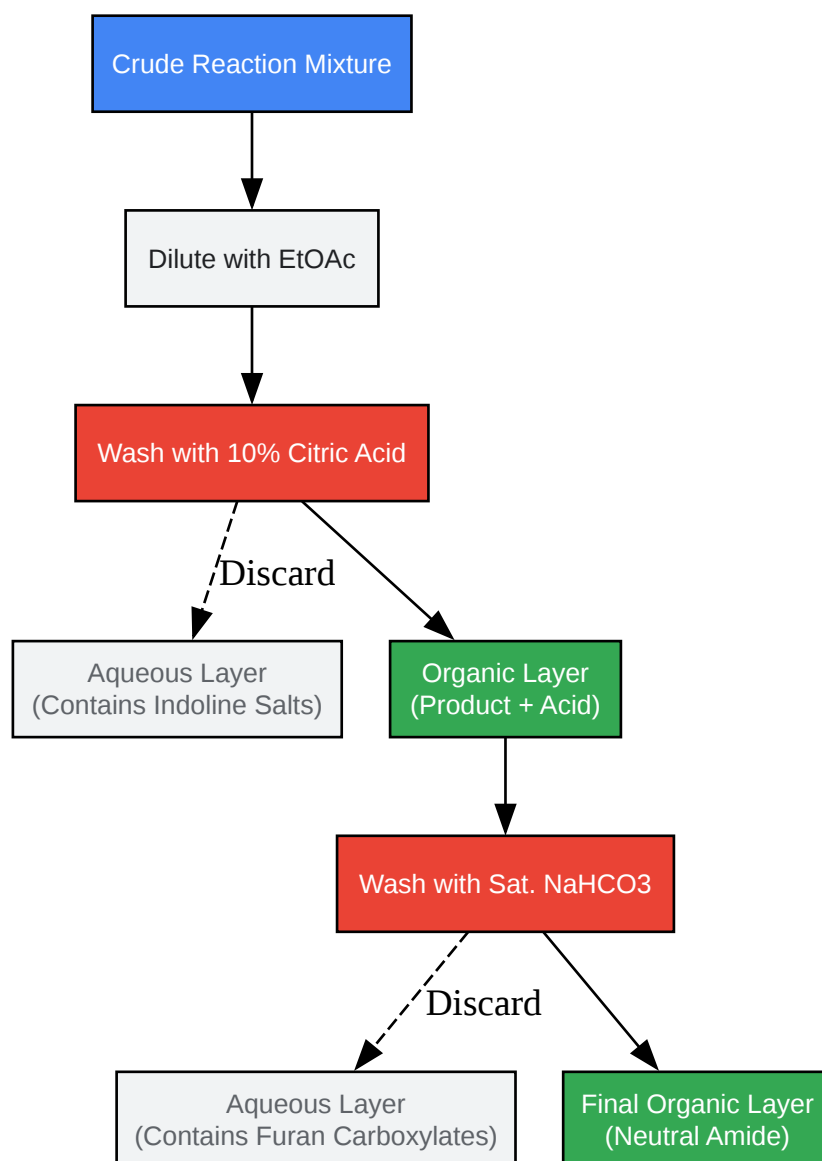 Crude Reaction Mixture
Dilute with EtOAc
Wash with 10% Citric Acid
Discard
Aqueous Layer
(Contains Indoline Salts)
Organic Layer
(Product + Acid)
Wash with Sat. NaHCO3
Discard
Aqueous Layer
(Contains Furan Carboxylates)
Final Organic Layer
(Neutral Amide)